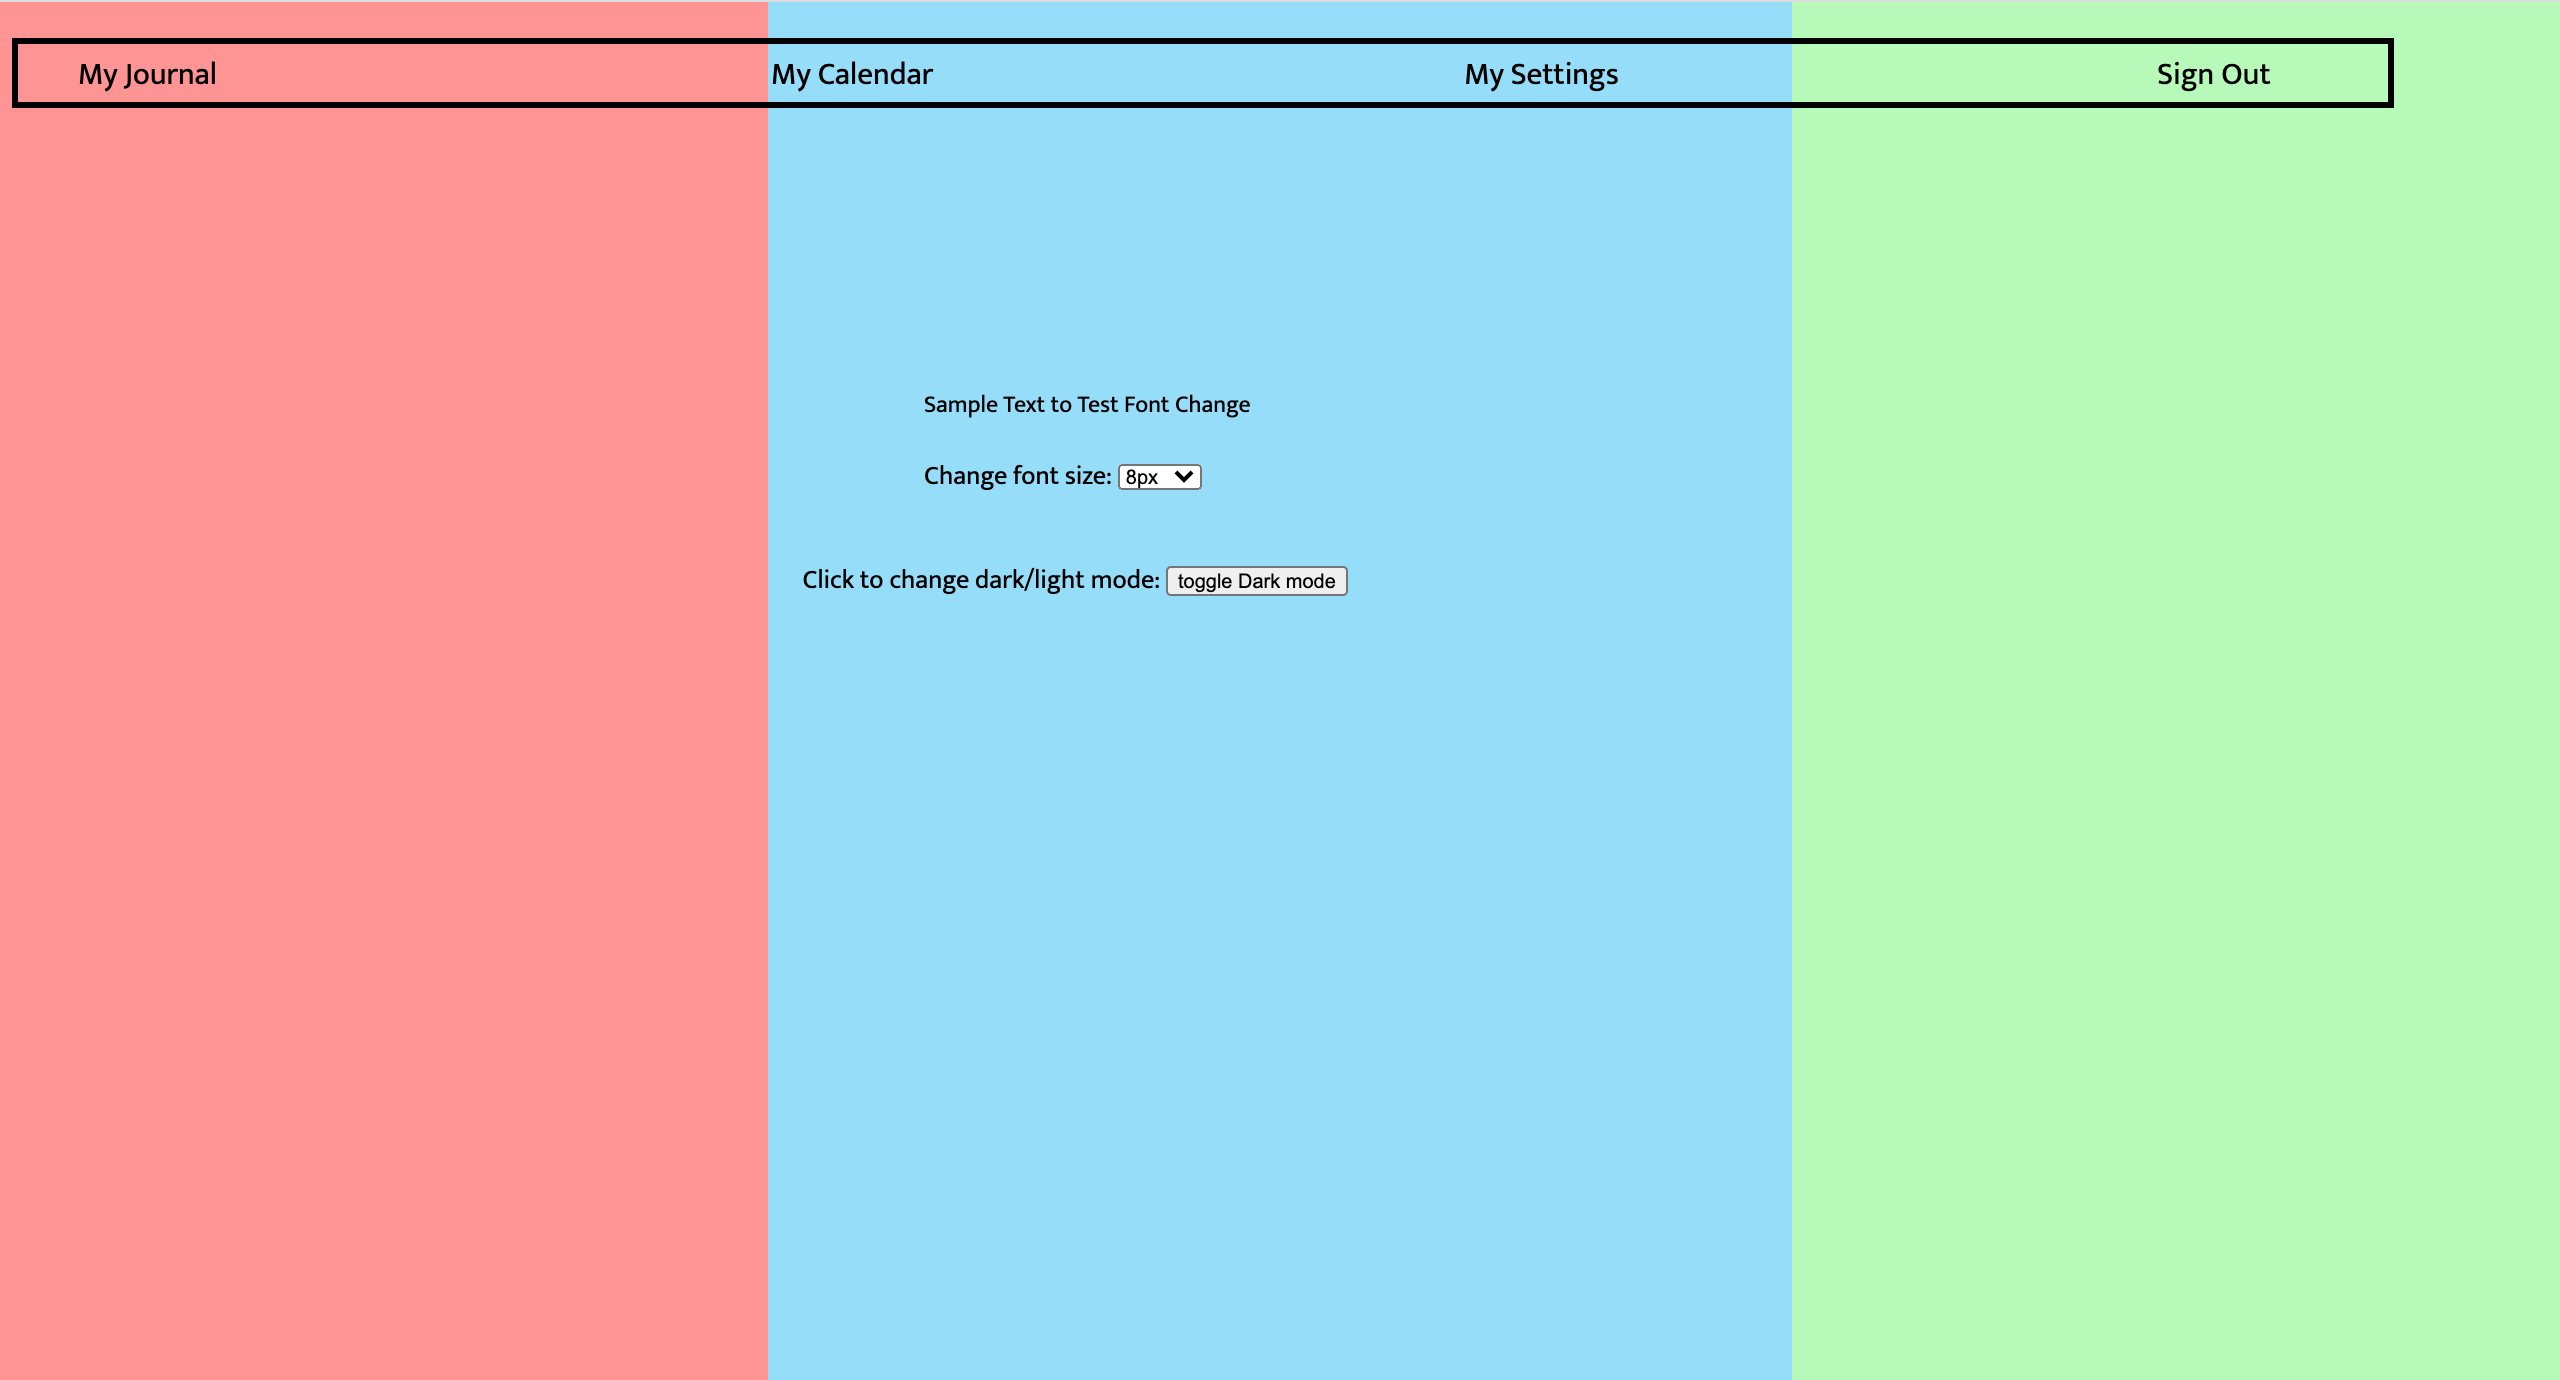 My Journal My Calendar My Settings Sign Out
Sample Text to Test Font Change
Change font size: 8px
Click to change dark/light mode: toggle Dark mode